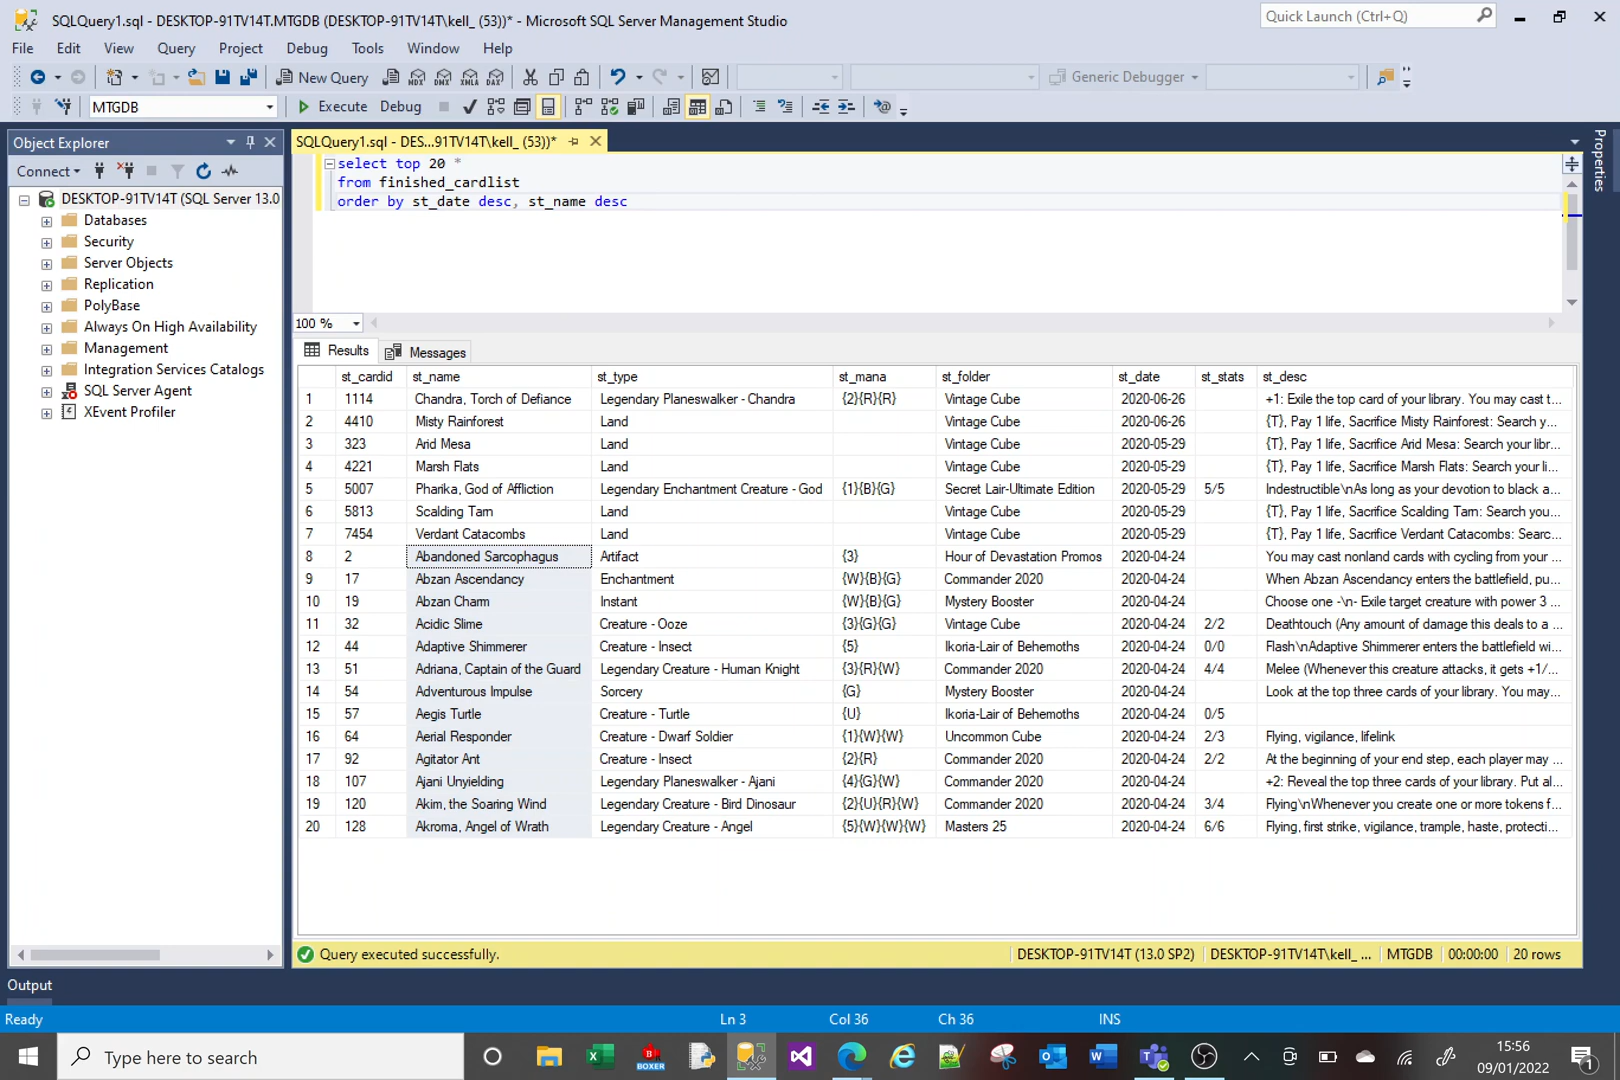 SQLQuery1.sql - DESKTOP-91TV14T.MTGDB (DESKTOP-91TV14T\kell_ (53))* - Microsoft SQL Server Management Studio
Quick Launch (Ctrl+Q)
File Edit View Query Project Debug Tools Window Help
New Query MDX DMX XMLA DAX Generic Debugger
MTGDB Execute Debug
Object Explorer
SQLQuery1.sql - DES...91TV14T\kell_ (53))*
Properties
Connect
DESKTOP-91TV14T (SQL Server 13.0
Databases
Security
Server Objects
Replication
PolyBase
Always On High Availability
Management
Integration Services Catalogs
SQL Server Agent
XEvent Profiler
select top 20 *
from finished_cardlist
order by st_date desc, st_name desc
100 %
Results Messages
st_cardid st_name st_type st_mana st_folder st_date st_stats st_desc
1 1114 Chandra, Torch of Defiance Legendary Planeswalker - Chandra {2}{R}{R} Vintage Cube 2020-06-26 +1: Exile the top card of your library. You may cast t...
2 4410 Misty Rainforest Land Vintage Cube 2020-06-26 {T}, Pay 1 life, Sacrifice Misty Rainforest: Search y...
3 323 Arid Mesa Land Vintage Cube 2020-05-29 {T}, Pay 1 life, Sacrifice Arid Mesa: Search your libr...
4 4221 Marsh Flats Land Vintage Cube 2020-05-29 {T}, Pay 1 life, Sacrifice Marsh Flats: Search your li...
5 5007 Pharika, God of Affliction Legendary Enchantment Creature - God {1}{B}{G} Secret Lair-Ultimate Edition 2020-05-29 5/5 Indestructible\nAs long as your devotion to black a...
6 5813 Scalding Tarn Land Vintage Cube 2020-05-29 {T}, Pay 1 life, Sacrifice Scalding Tarn: Search you...
7 7454 Verdant Catacombs Land Vintage Cube 2020-05-29 {T}, Pay 1 life, Sacrifice Verdant Catacombs: Searc...
8 2 Abandoned Sarcophagus Artifact {3} Hour of Devastation Promos 2020-04-24 You may cast nonland cards with cycling from your ...
9 17 Abzan Ascendancy Enchantment {W}{B}{G} Commander 2020 2020-04-24 When Abzan Ascendancy enters the battlefield, pu...
10 19 Abzan Charm Instant {W}{B}{G} Mystery Booster 2020-04-24 Choose one -\n- Exile target creature with power 3 ...
11 32 Acidic Slime Creature - Ooze {3}{G}{G} Vintage Cube 2020-04-24 2/2 Deathtouch (Any amount of damage this deals to a ...
12 44 Adaptive Shimmerer Creature - Insect {5} Ikoria-Lair of Behemoths 2020-04-24 0/0 Flash\nAdaptive Shimmerer enters the battlefield wi...
13 51 Adriana, Captain of the Guard Legendary Creature - Human Knight {3}{R}{W} Commander 2020 2020-04-24 4/4 Melee (Whenever this creature attacks, it gets +1/...
14 54 Adventurous Impulse Sorcery {G} Mystery Booster 2020-04-24 Look at the top three cards of your library. You may...
15 57 Aegis Turtle Creature - Turtle {U} Ikoria-Lair of Behemoths 2020-04-24 0/5
16 64 Aerial Responder Creature - Dwarf Soldier {1}{W}{W} Uncommon Cube 2020-04-24 2/3 Flying, vigilance, lifelink
17 92 Agitator Ant Creature - Insect {2}{R} Commander 2020 2020-04-24 2/2 At the beginning of your end step, each player may ...
18 107 Ajani Unyielding Legendary Planeswalker - Ajani {4}{G}{W} Commander 2020 2020-04-24 +2: Reveal the top three cards of your library. Put al...
19 120 Akim, the Soaring Wind Legendary Creature - Bird Dinosaur {2}{U}{R}{W} Commander 2020 2020-04-24 3/4 Flying\nWhenever you create one or more tokens f...
20 128 Akroma, Angel of Wrath Legendary Creature - Angel {5}{W}{W}{W} Masters 25 2020-04-24 6/6 Flying, first strike, vigilance, trample, haste, protecti...
Query executed successfully. DESKTOP-91TV14T (13.0 SP2) DESKTOP-91TV14T\kell_ ... MTGDB 00:00:00 20 rows
Output
Ready Ln 3 Col 36 Ch 36 INS
Type here to search BOXER
15:56
09/01/2022
1